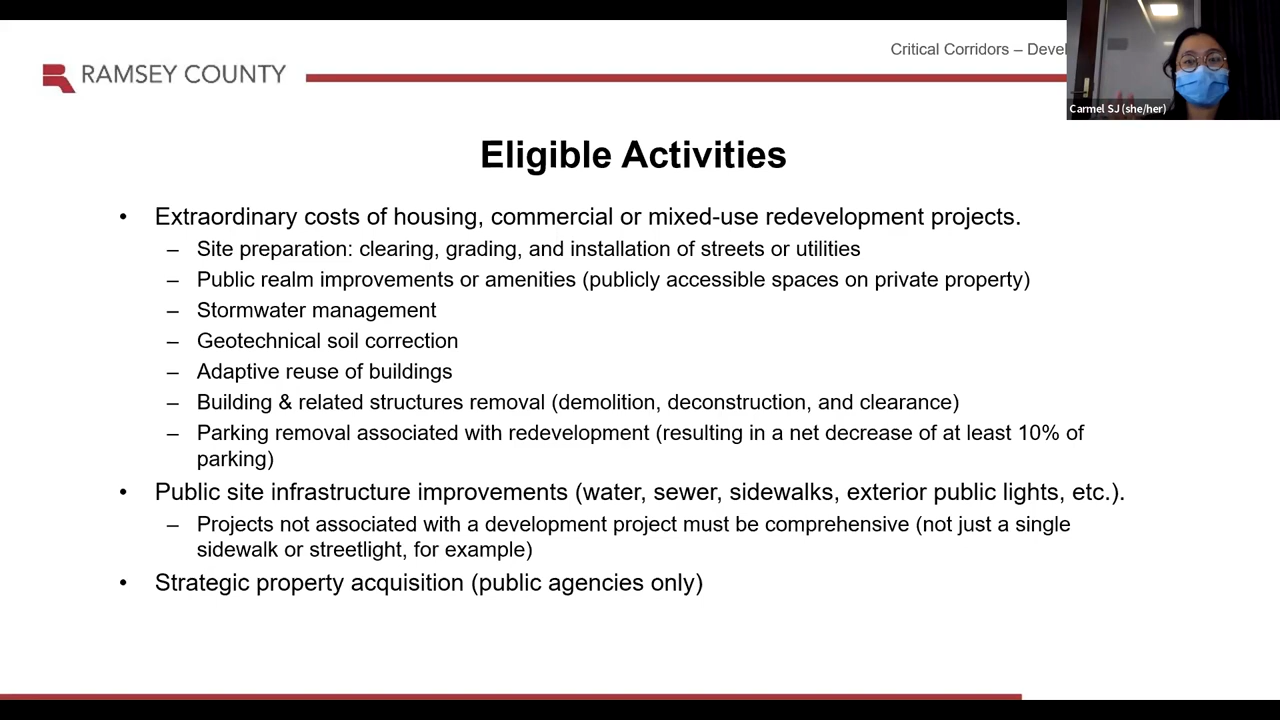 Critical Corridors –
Carmel SJ (she/her)
RAMSEY COUNTY
Eligible Activities
• Extraordinary costs of housing, commercial or mixed-use redevelopment projects.
– Site preparation: clearing, grading, and installation of streets or utilities
– Public realm improvements or amenities (publicly accessible spaces on private property)
– Stormwater management
– Geotechnical soil correction
– Adaptive reuse of buildings
– Building & related structures removal (demolition, deconstruction, and clearance)
– Parking removal associated with redevelopment (resulting in a net decrease of at least 10% of
parking)
• Public site infrastructure improvements (water, sewer, sidewalks, exterior public lights, etc.).
– Projects not associated with a development project must be comprehensive (not just a single
sidewalk or streetlight, for example)
• Strategic property acquisition (public agencies only)